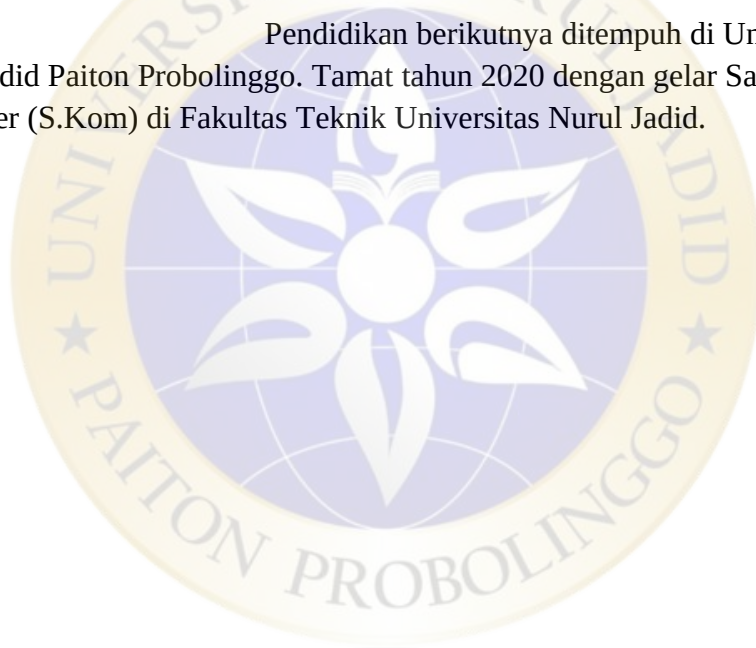 Pendidikan berikutnya ditempuh di Un
did Paiton Probolinggo. Tamat tahun 2020 dengan gelar Sa
er (S.Kom) di Fakultas Teknik Universitas Nurul Jadid.
PAITON PROBOLINGGO